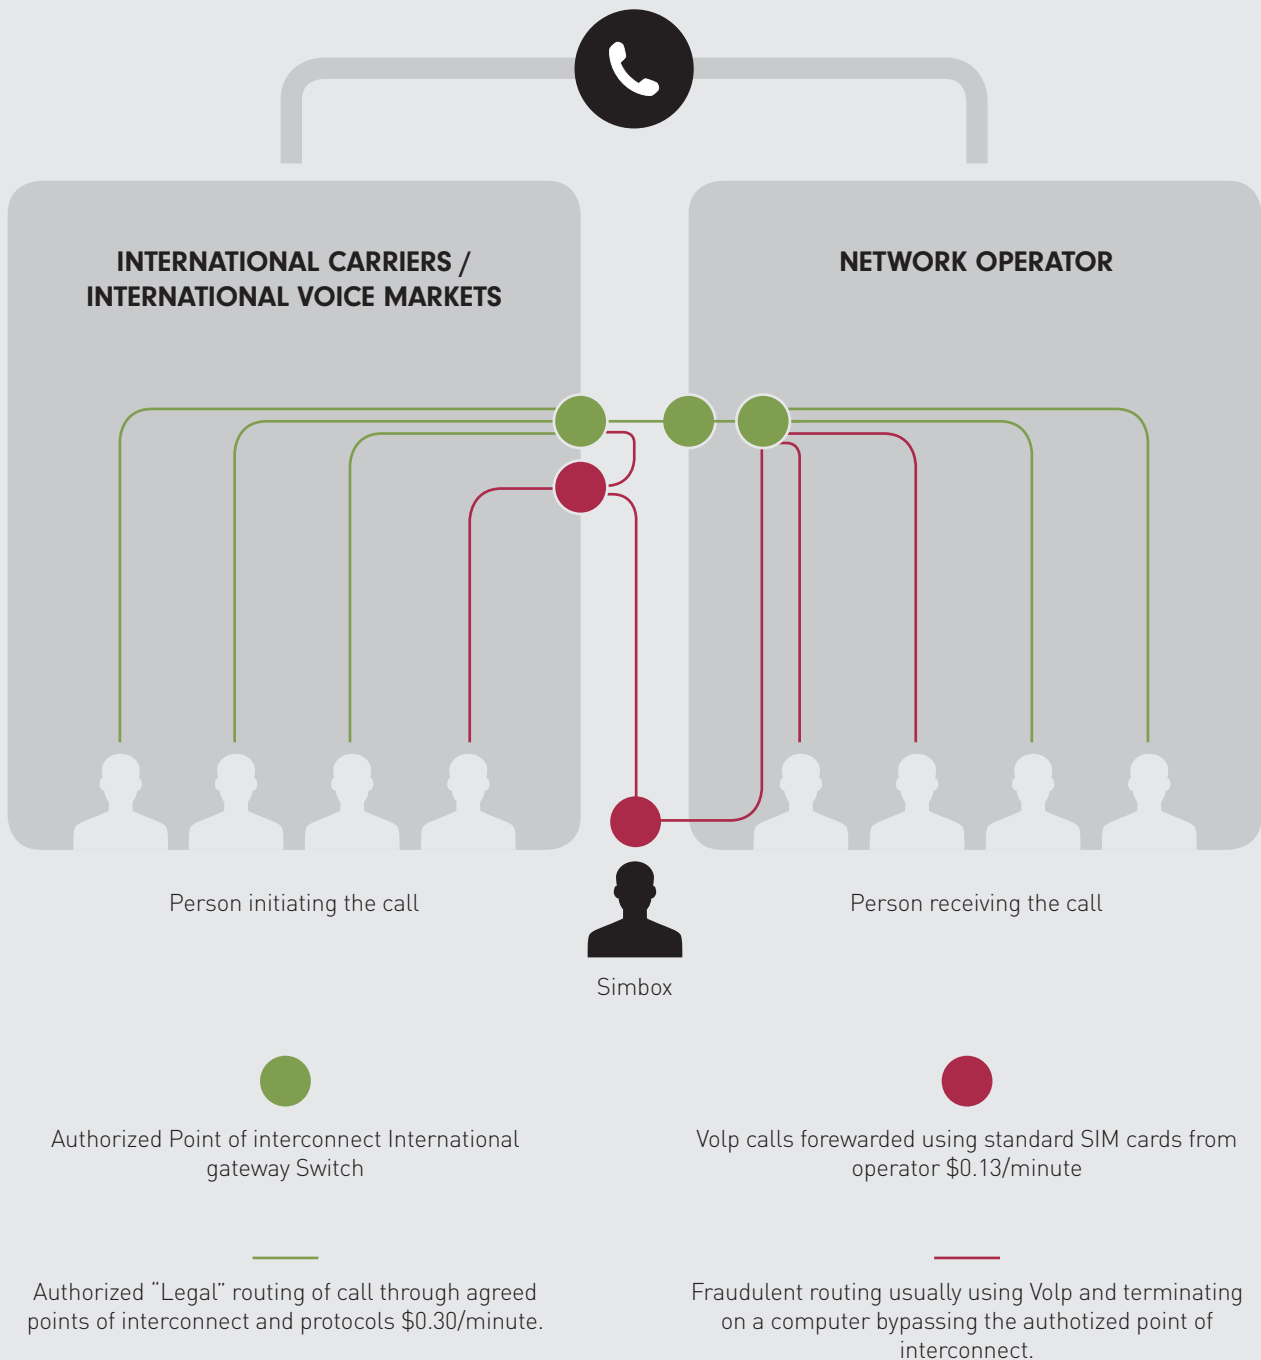 INTERNATIONAL CARRIERS /
INTERNATIONAL VOICE MARKETS
NETWORK OPERATOR
Person initiating the call
Person receiving the call
Simbox
Authorized Point of interconnect International
gateway Switch
Volp calls forewarded using standard SIM cards from
operator $0.13/minute
Authorized “Legal” routing of call through agreed
points of interconnect and protocols $0.30/minute.
Fraudulent routing usually using Volp and terminating
on a computer bypassing the authotized point of
interconnect.